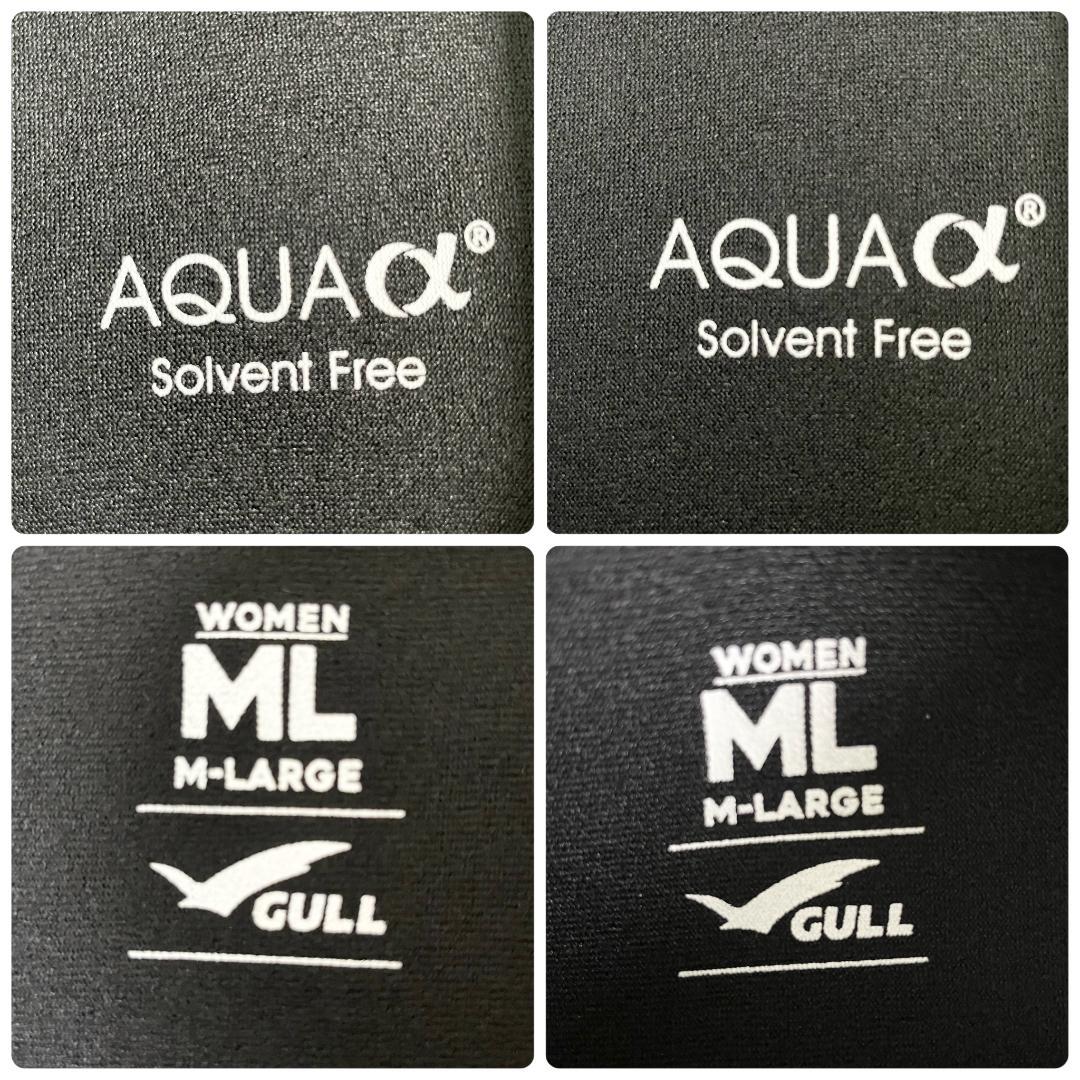 AQUAα®
Solvent Free
AQUAα®
Solvent Free
WOMEN
ML
M-LARGE
GULL
WOMEN
ML
M-LARGE
GULL